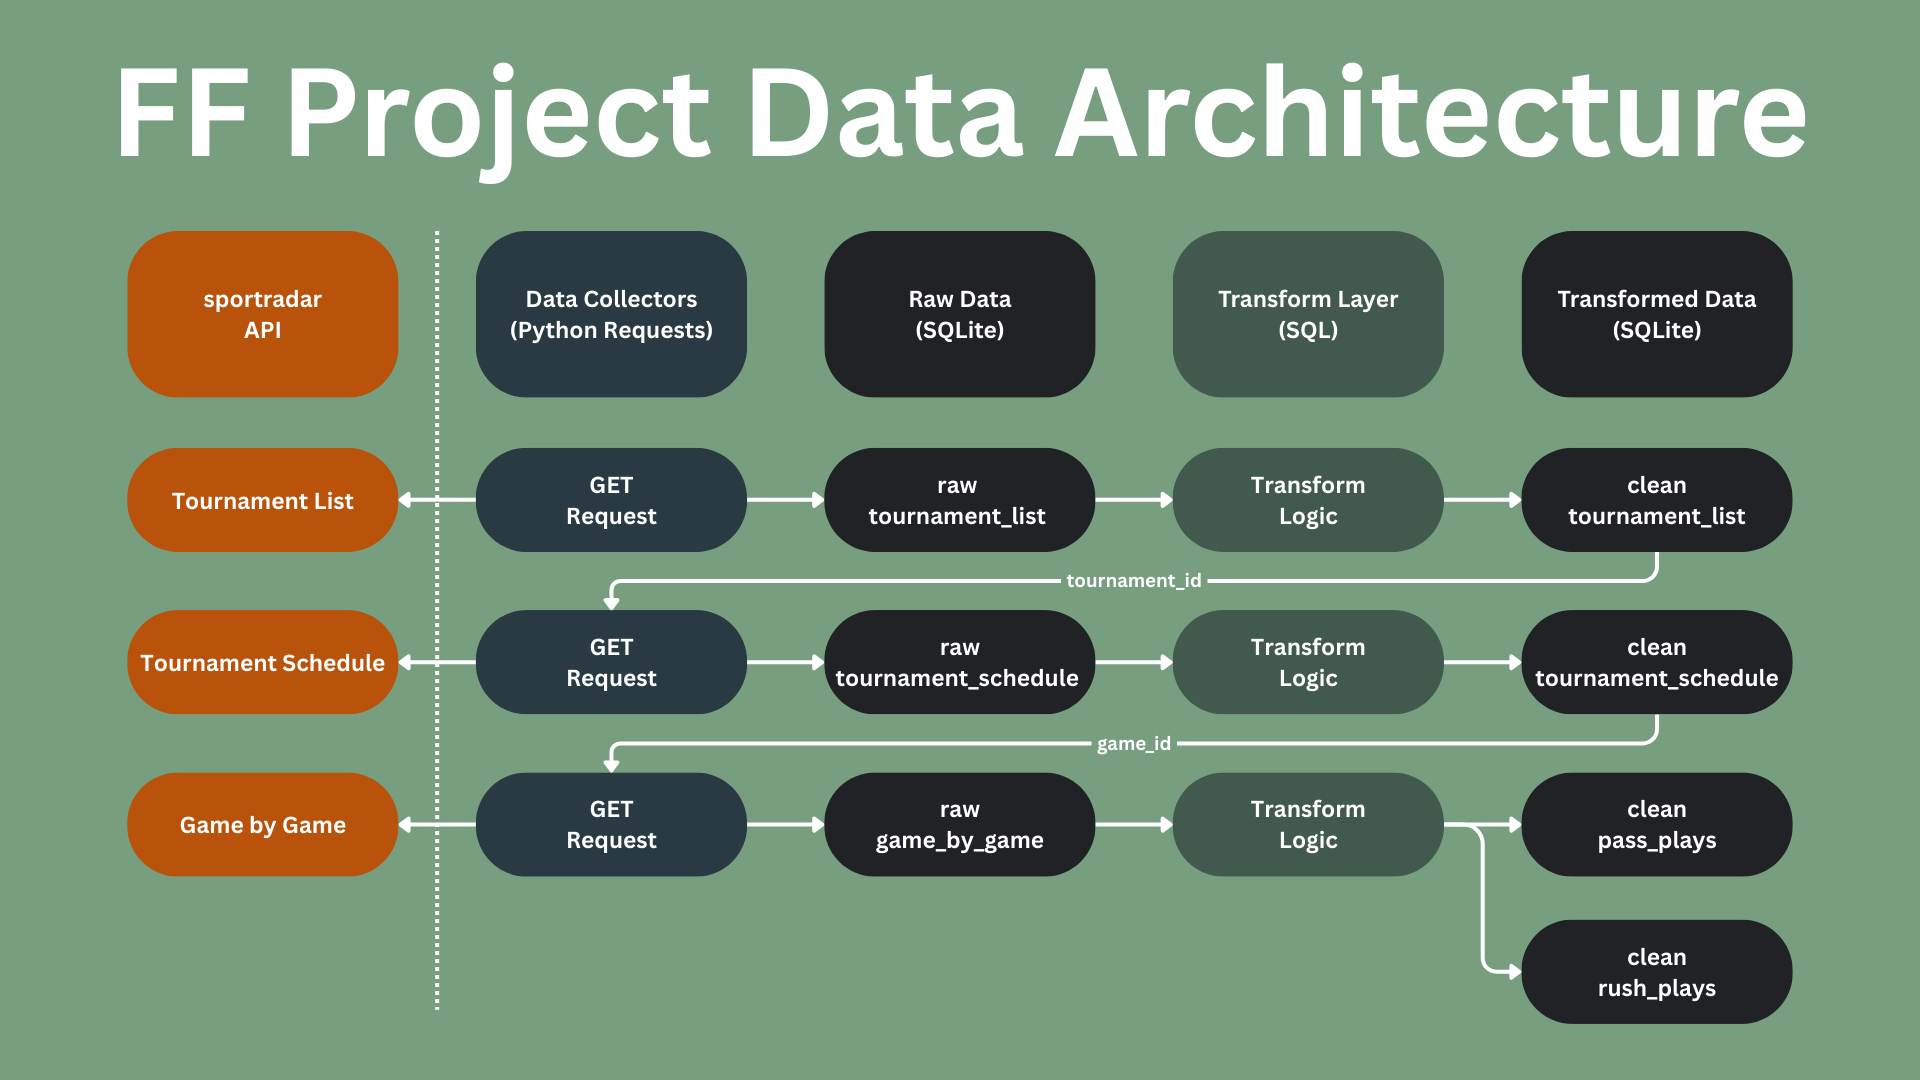 FF Project Data Architecture
sportradar
API
Data Collectors
(Python Requests)
Raw Data
(SQLite)
Transform Layer
(SQL)
Transformed Data
(SQLite)
Tournament List
GET
Request
raw
tournament_list
Transform
Logic
clean
tournament_list
tournament_id
Tournament Schedule
GET
Request
raw
tournament_schedule
Transform
Logic
clean
tournament_schedule
game_id
Game by Game
GET
Request
raw
game_by_game
Transform
Logic
clean
pass_plays
clean
rush_plays